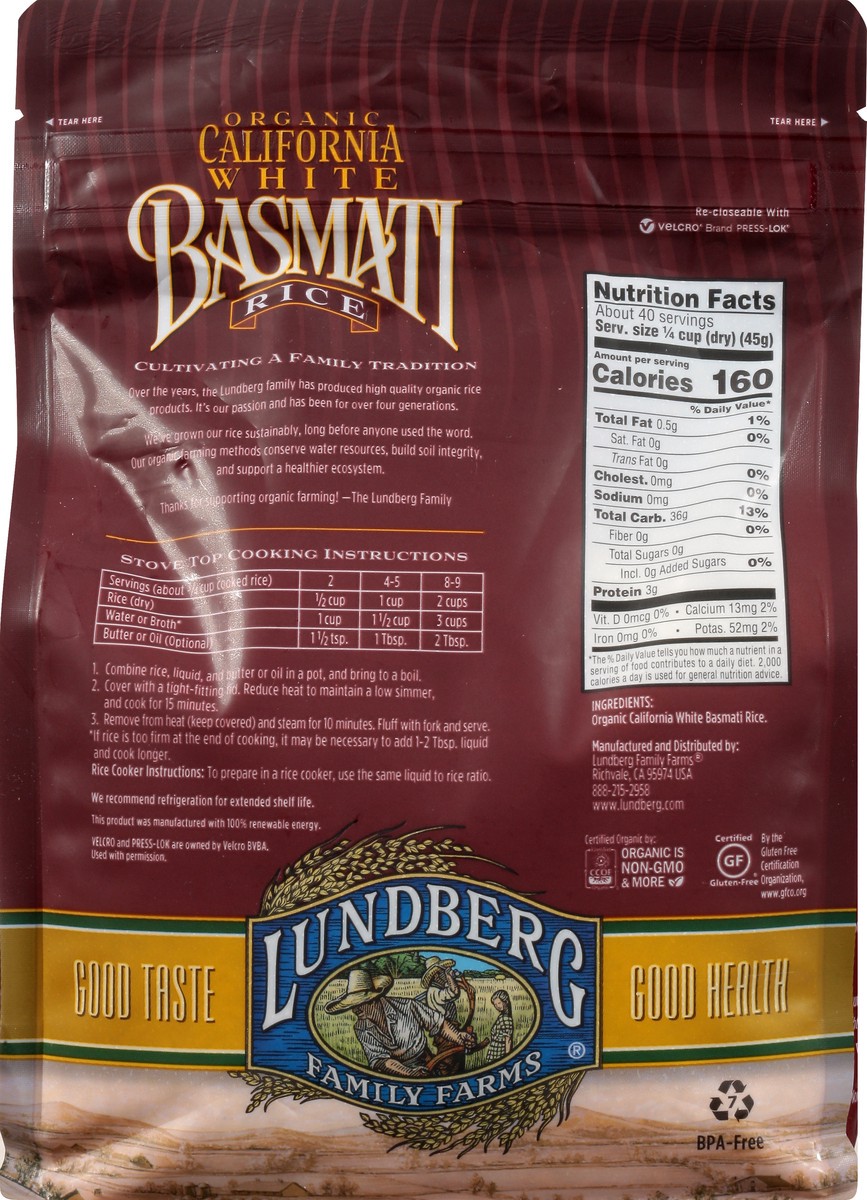 ◀ TEAR HERE
TEAR HERE ▶
ORGANIC
CALIFORNIA
WHITE
BASMATI
RICE
Re-closeable With
VELCRO® Brand PRESS-LOK®
CULTIVATING A FAMILY TRADITION
Over the years, the Lundberg family has produced high quality organic rice
products. It's our passion and has been for over four generations.
We've grown our rice sustainably, long before anyone used the word.
Our organic farming methods conserve water resources, build soil integrity,
and support a healthier ecosystem.
Thanks for supporting organic farming! —The Lundberg Family
STOVE TOP COOKING INSTRUCTIONS
Servings (about ¾ cup cooked rice) 2 4-5 8-9
Rice (dry) ½ cup 1 cup 2 cups
Water or Broth* 1 cup 1 ½ cup 3 cups
Butter or Oil (Optional) 1 ½ tsp. 1 Tbsp. 2 Tbsp.
1. Combine rice, liquid, and butter or oil in a pot, and bring to a boil.
2. Cover with a tight-fitting lid. Reduce heat to maintain a low simmer,
and cook for 15 minutes.
3. Remove from heat (keep covered) and steam for 10 minutes. Fluff with fork and serve.
*If rice is too firm at the end of cooking, it may be necessary to add 1-2 Tbsp. liquid
and cook longer.
Rice Cooker Instructions: To prepare in a rice cooker, use the same liquid to rice ratio.
We recommend refrigeration for extended shelf life.
This product was manufactured with 100% renewable energy.
VELCRO and PRESS-LOK are owned by Velcro BVBA.
Used with permission.
Nutrition Facts
About 40 servings
Serv. size ¼ cup (dry) (45g)
Amount per serving
Calories 160
% Daily Value*
Total Fat 0.5g 1%
Sat. Fat 0g 0%
Trans Fat 0g
Cholest. 0mg 0%
Sodium 0mg 0%
Total Carb. 36g 13%
Fiber 0g 0%
Total Sugars 0g
Incl. 0g Added Sugars 0%
Protein 3g
Vit. D 0mcg 0% • Calcium 13mg 2%
Iron 0mg 0% • Potas. 52mg 2%
*The % Daily Value tells you how much a nutrient in a
serving of food contributes to a daily diet. 2,000
calories a day is used for general nutrition advice.
INGREDIENTS:
Organic California White Basmati Rice.
Manufactured and Distributed by:
Lundberg Family Farms®
Richvale, CA 95974 USA
888-215-2958
www.lundberg.com
Certified Organic by:
CCOF
ORGANIC IS
NON-GMO
& MORE
Certified
GF
Gluten-Free
By the
Gluten Free
Certification
Organization,
www.gfco.org
GOOD TASTE
LUNDBERG
FAMILY FARMS
®
GOOD HEALTH
7
BPA-Free